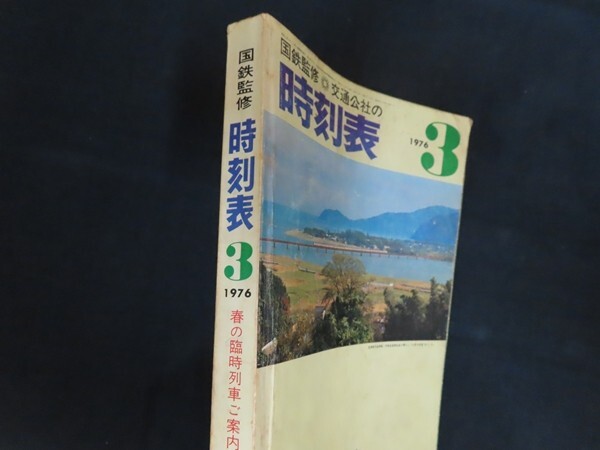 国鉄監修
時刻表
3
1976
春の臨時列車ご案内
国鉄監修 交通公社の
時刻表
1976
3